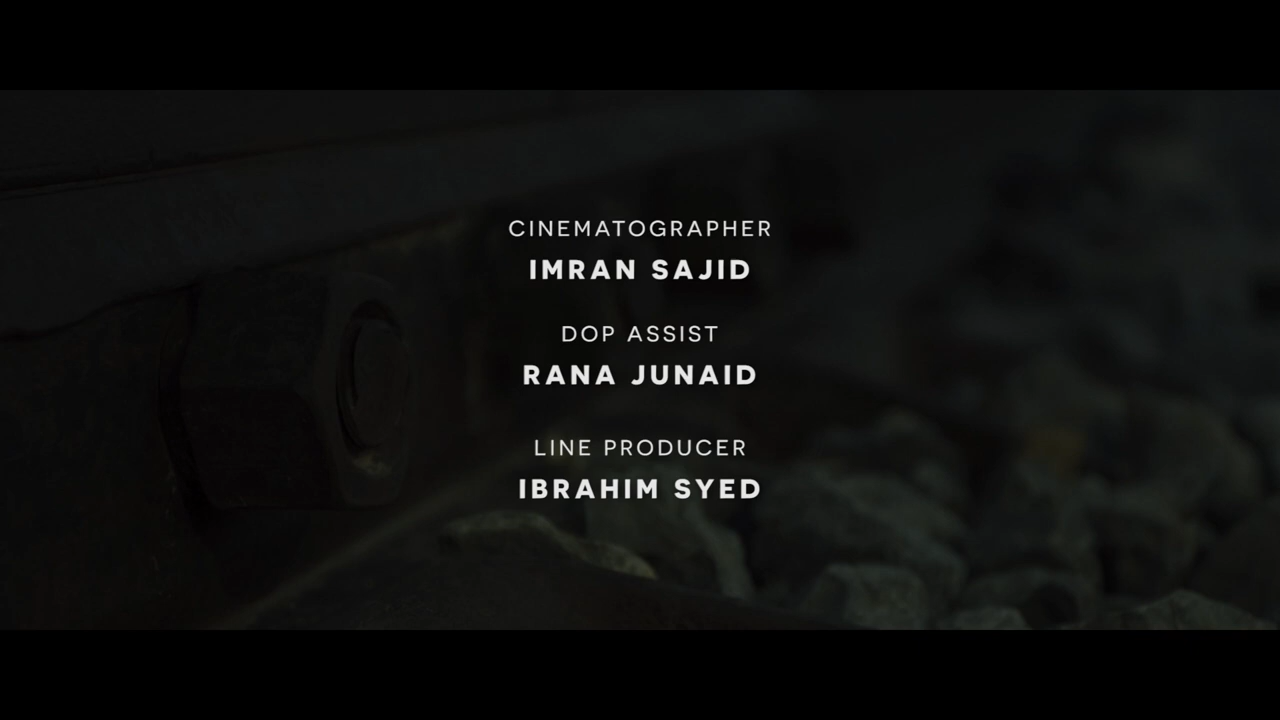 CINEMATOGRAPHER
IMRAN SAJID
DOP ASSIST
RANA JUNAID
LINE PRODUCER
IBRAHIM SYED